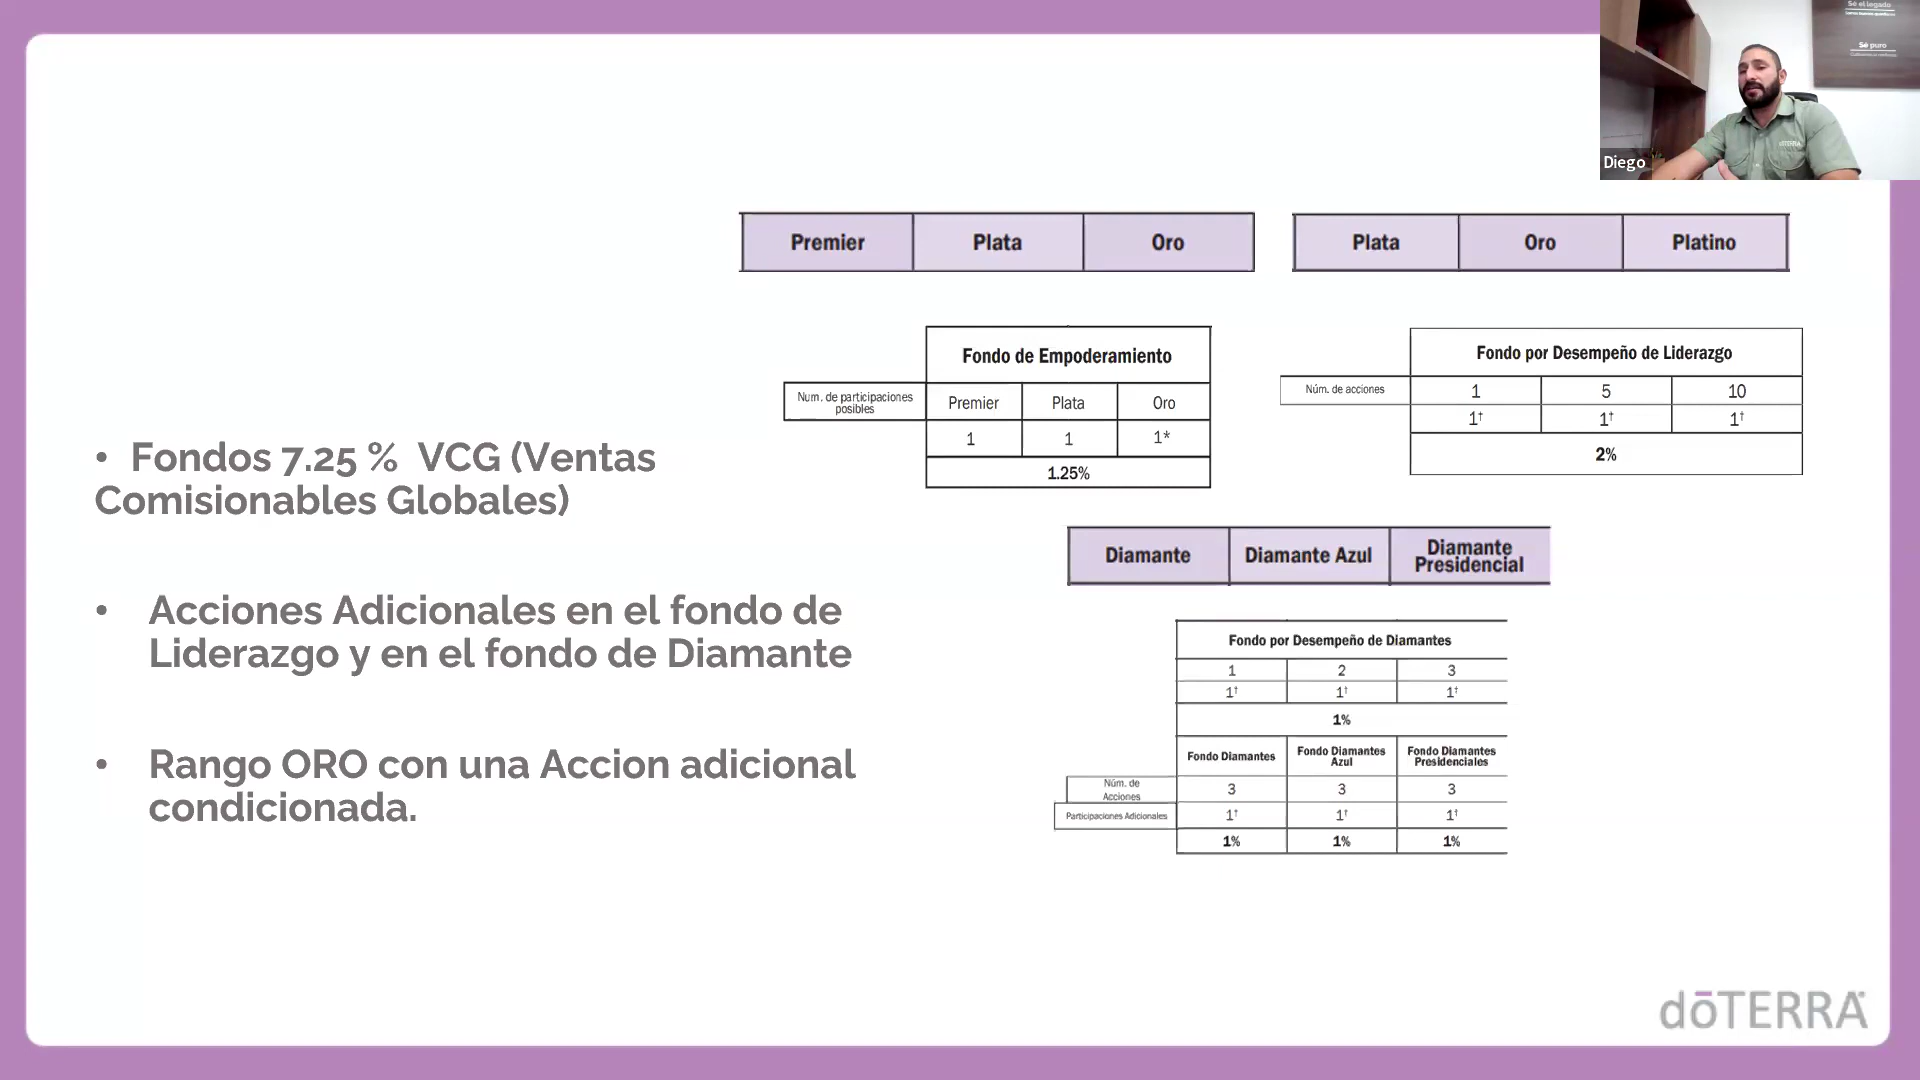 Sé el legado
Sé puro
Diego
Premier Plata Oro
Plata Oro Platino
Fondo de Empoderamiento
Num. de participaciones
posibles
Premier Plata Oro
1 1 1*
1.25%
Fondo por Desempeño de Liderazgo
Núm. de acciones 1 5 10
1† 1† 1†
2%
• Fondos 7.25 % VCG (Ventas
Comisionables Globales)
• Acciones Adicionales en el fondo de
Liderazgo y en el fondo de Diamante
• Rango ORO con una Accion adicional
condicionada.
Diamante Diamante Azul Diamante
Presidencial
Fondo por Desempeño de Diamantes
1 2 3
1† 1† 1†
1%
Fondo Diamantes Fondo Diamantes
Azul Fondo Diamantes
Presidenciales
Núm. de
Acciones
3 3 3
Participaciones Adicionales 1† 1† 1†
1% 1% 1%
dōTERRA